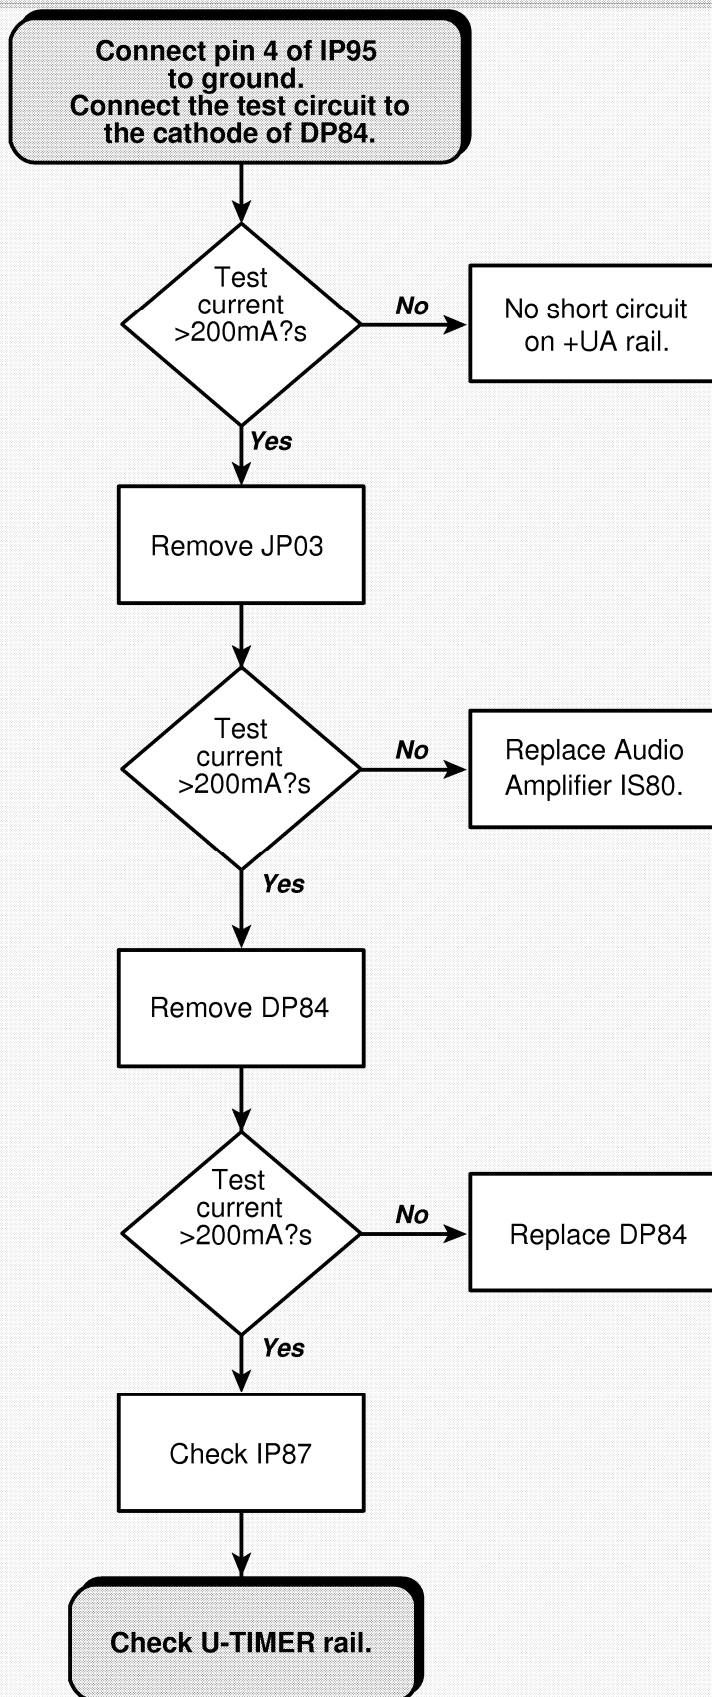 Connect pin 4 of IP95
to ground.
Connect the test circuit to
the cathode of DP84.
Test
current
>200mA?s
No
No short circuit
on +UA rail.
Yes
Remove JP03
Test
current
>200mA?s
No
Replace Audio
Amplifier IS80.
Yes
Remove DP84
Test
current
>200mA?s
No
Replace DP84
Yes
Check IP87
Check U-TIMER rail.